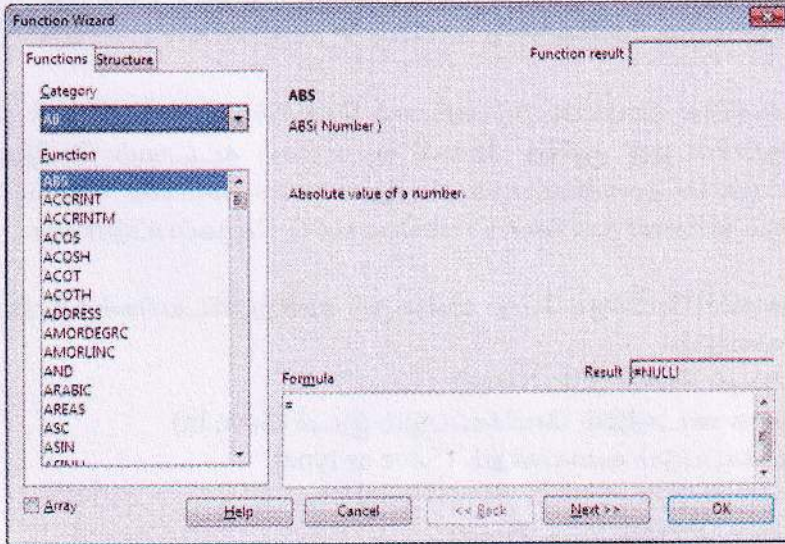 Function Wizard
Functions Structure
Function result
Category
All
Function
ABS
ACCRINT
ACCRINTM
ACOS
ACOSH
ACOT
ACOTH
ADDRESS
AMORDEGRC
AMORLINC
AND
ARABIC
AREAS
ASC
ASIN
ABS
ABS( Number )
Absolute value of a number.
Formula
Result #NULL!
=
Array
Help
Cancel
<< Back
Next >>
OK